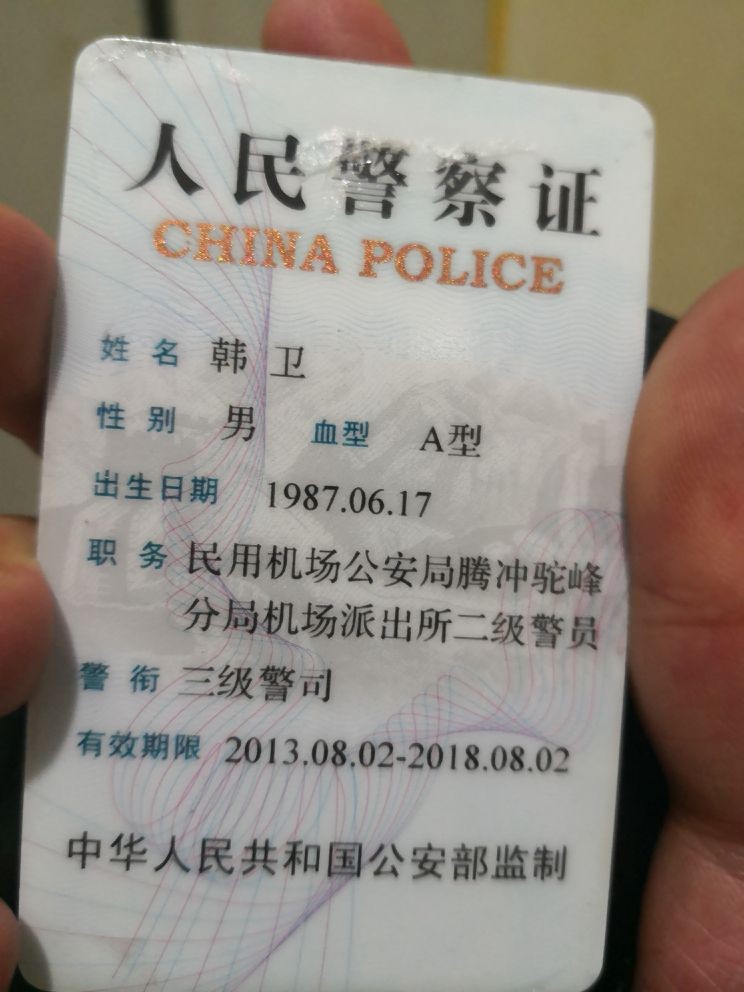 人民警察证
CHINA POLICE
姓名 韩卫
性别 男 血型 A型
出生日期 1987.06.17
职务 民用机场公安局腾冲驼峰
分局机场派出所二级警员
警衔 三级警司
有效期限 2013.08.02-2018.08.02
中华人民共和国公安部监制